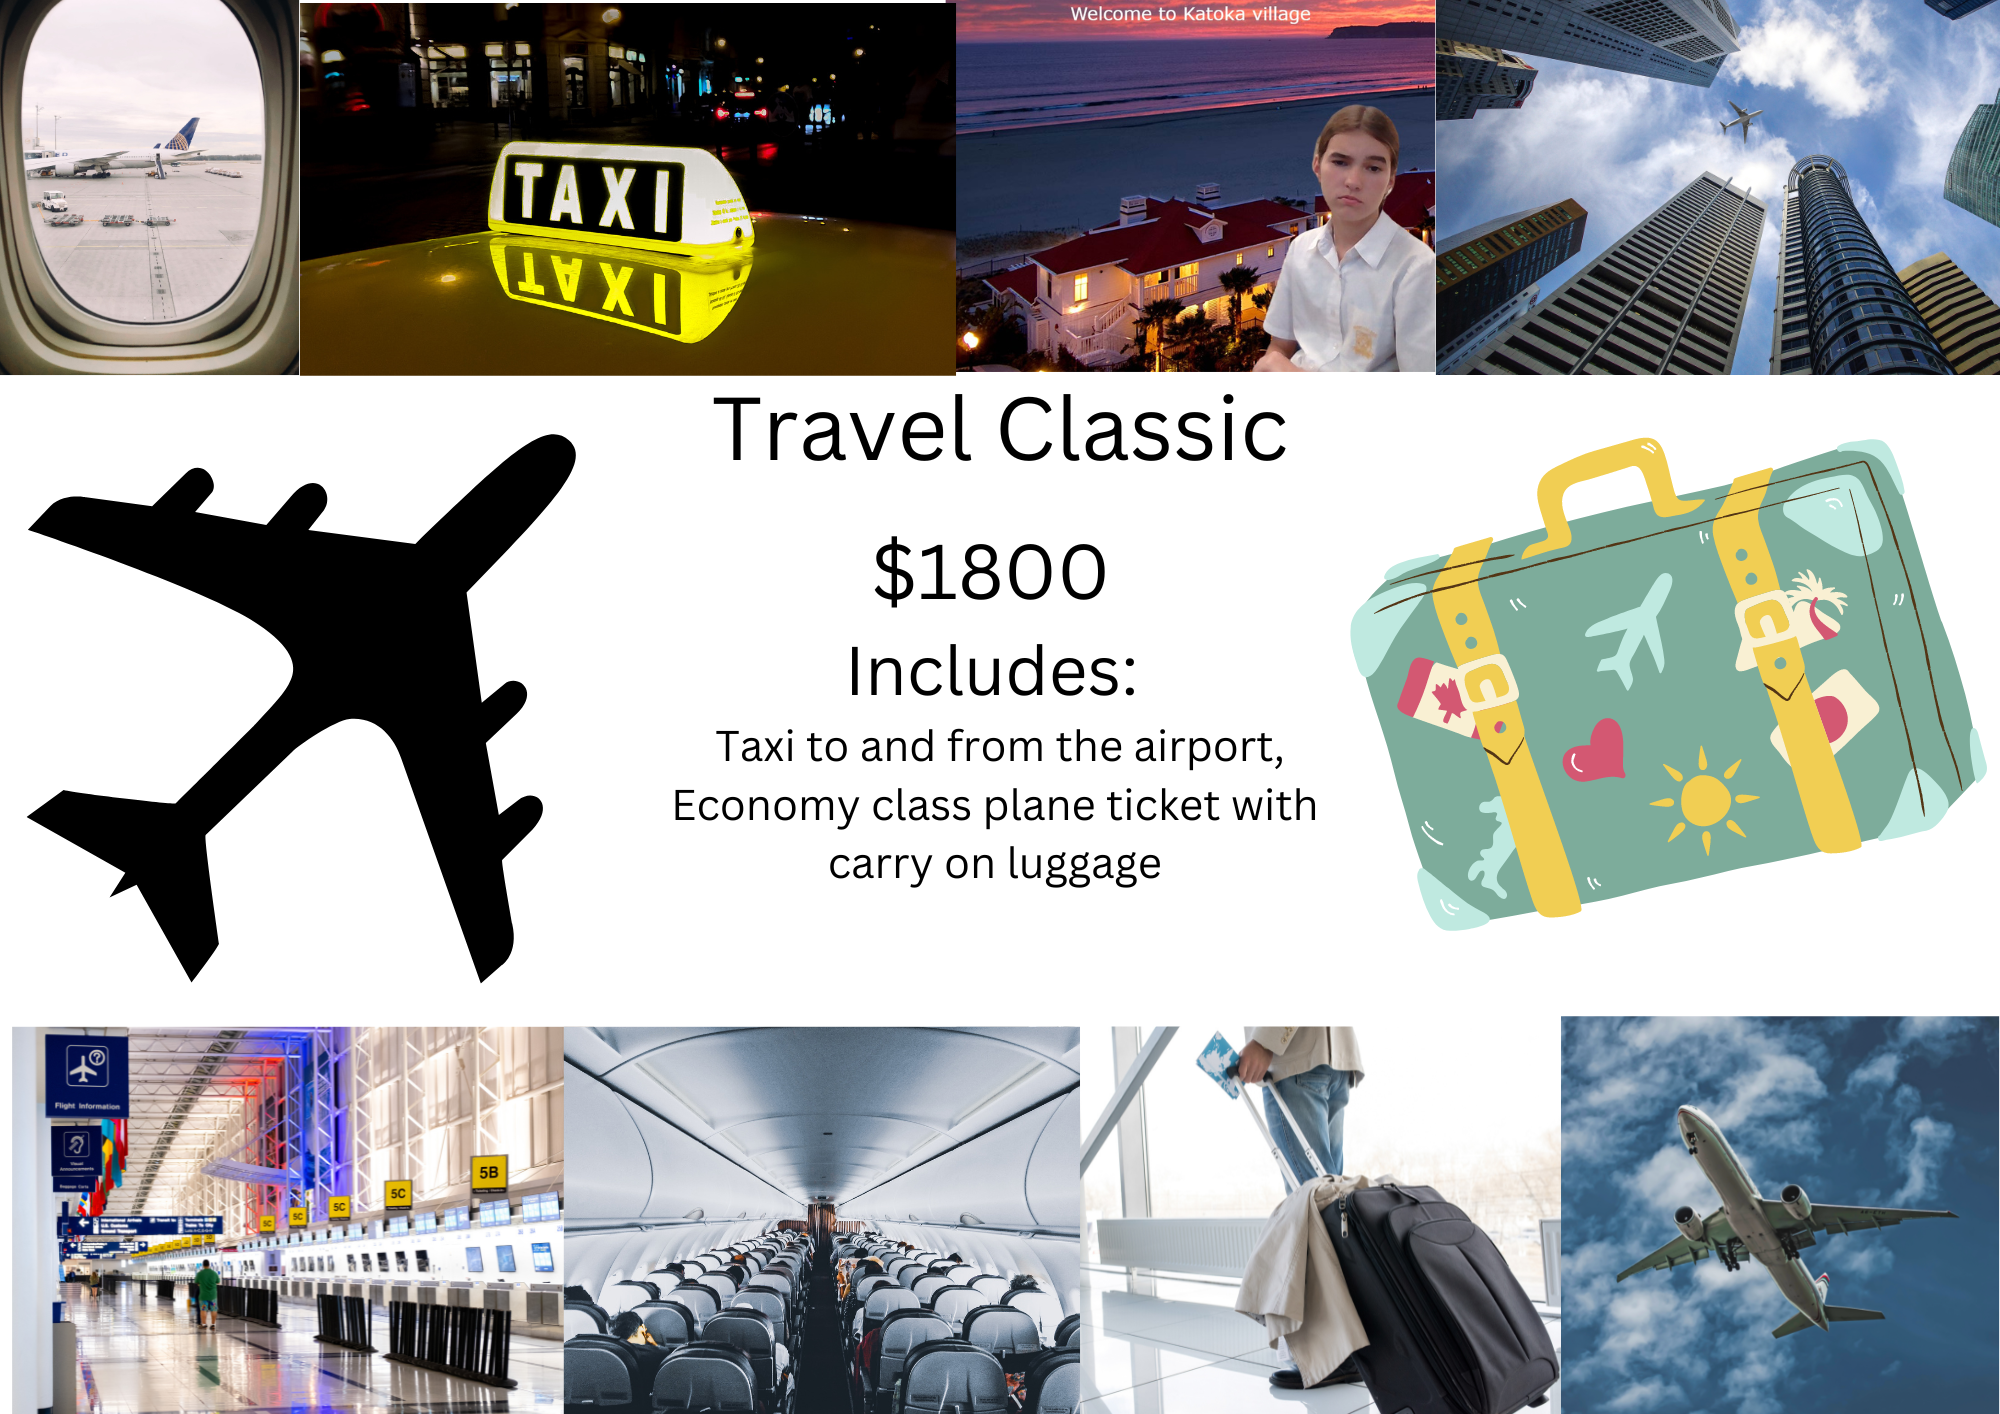 Welcome to Katoka village
TAXI
TAXI
Travel Classic
$1800
Includes:
Taxi to and from the airport,
Economy class plane ticket with
carry on luggage
Flight Information
5B
5C
5C
5C
5C